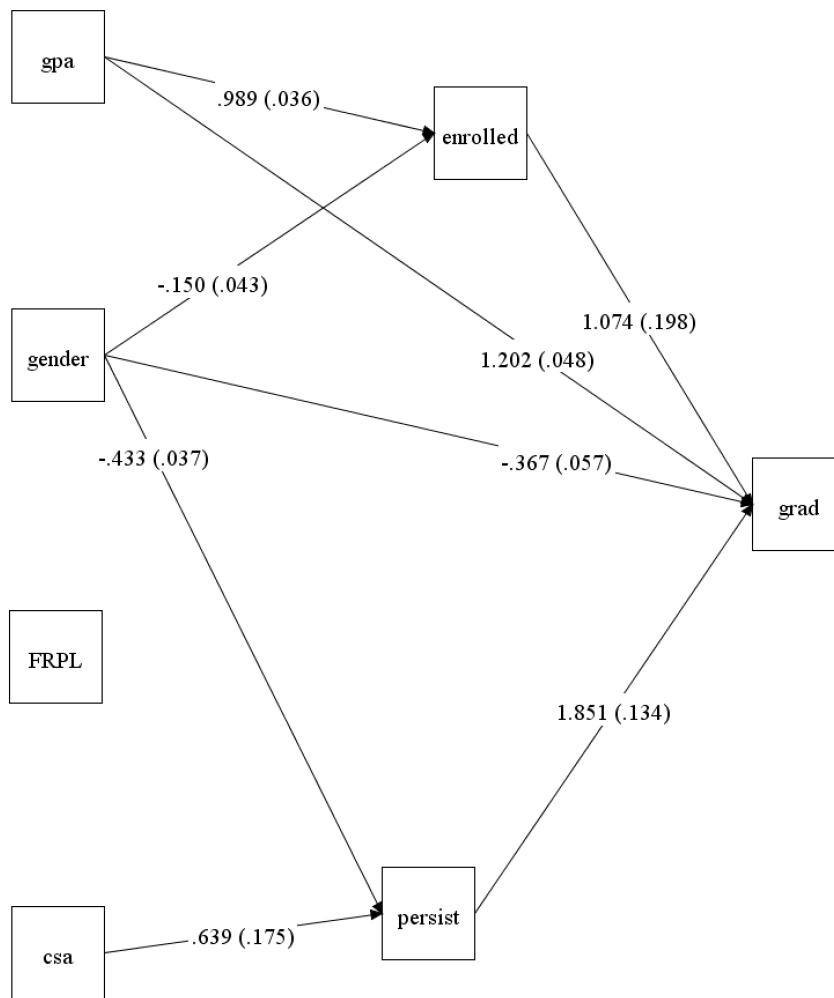 gpa
.989 (.036)
enrolled
-.150 (.043)
1.074 (.198)
gender
1.202 (.048)
-.433 (.037)
-.367 (.057)
grad
FRPL
1.851 (.134)
persist
.639 (.175)
csa